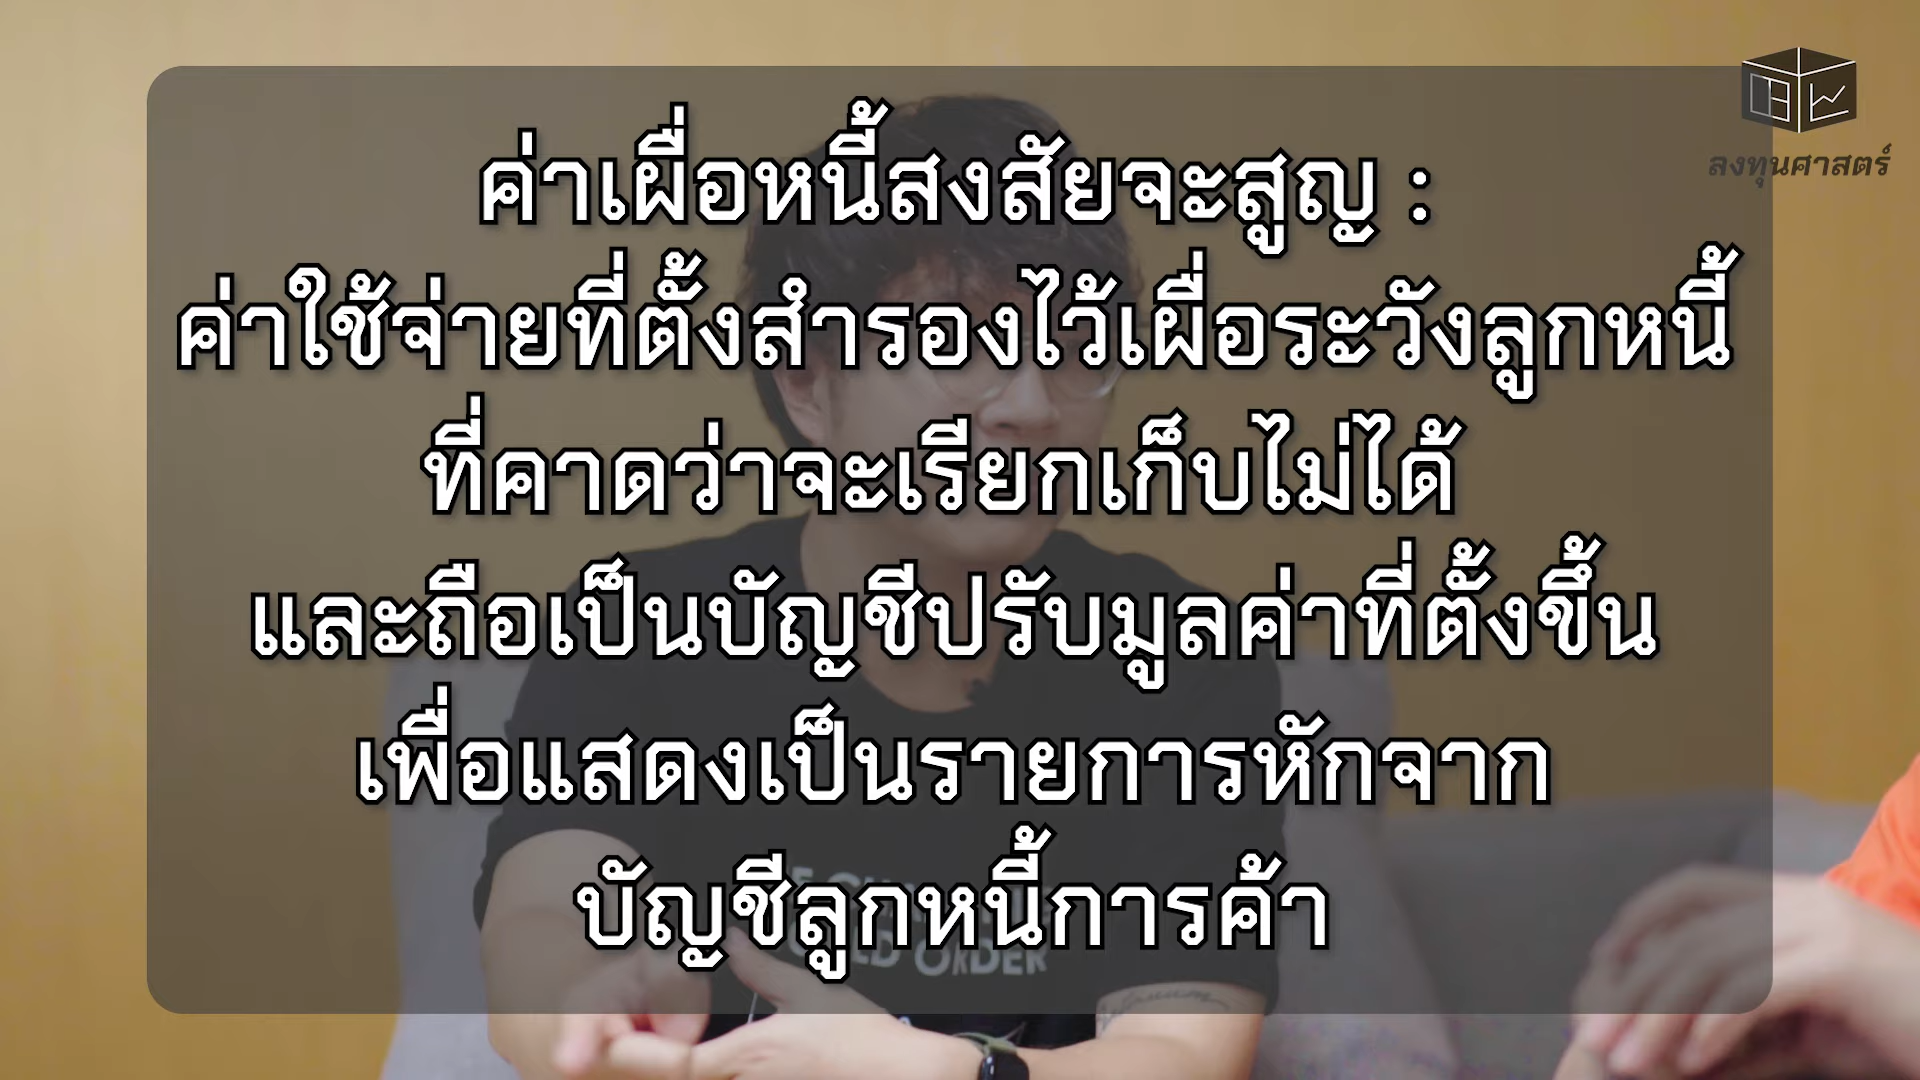 ลงทุนศาสตร์
ค่าเผื่อหนี้สงสัยจะสูญ :
ค่าใช้จ่ายที่ตั้งสำรองไว้เผื่อระวังลูกหนี้
ที่คาดว่าจะเรียกเก็บไม่ได้
และถือเป็นบัญชีปรับมูลค่าที่ตั้งขึ้น
เพื่อแสดงเป็นรายการหักจาก
บัญชีลูกหนี้การค้า
ORDER